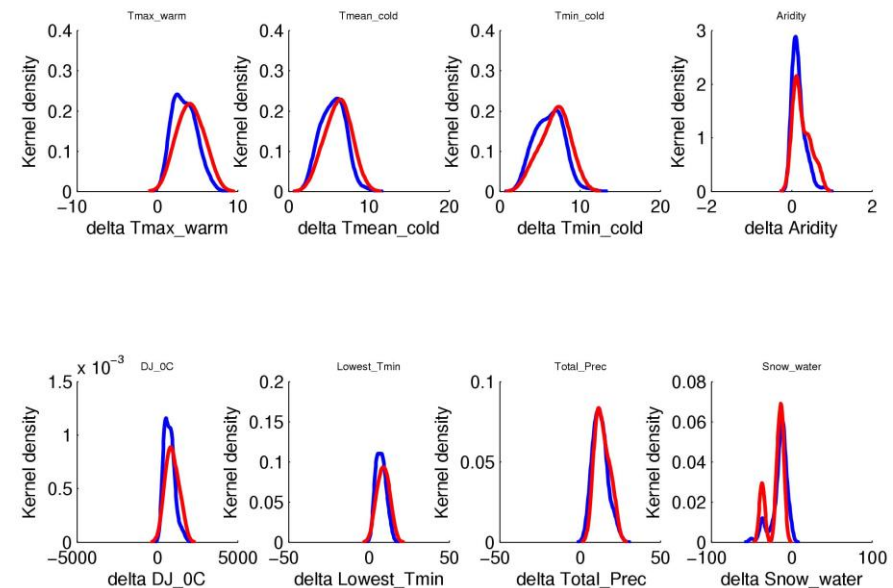 Tmax_warm Tmean_cold Tmin_cold Aridity
0.4 0.4 0.4 3
0.3 0.3 0.3
2
0.2 0.2 0.2
1
0.1 0.1 0.1
0 0 0 0
Kernel density Kernel density Kernel density Kernel density
−10 0 10 0 10 20 0 10 20 −2 0 2
delta Tmax_warm delta Tmean_cold delta Tmin_cold delta Aridity
x 10−3 DJ_0C Lowest_Tmin Total_Prec Snow_water
1.5 0.2 0.1 0.08
0.15 0.06
1 0.1 0.05 0.04
0.5 0.05 0.02
0 0 0 0
Kernel density Kernel density Kernel density Kernel density
−5000 0 5000 −50 0 50 −50 0 50 −100 0 100
delta DJ_0C delta Lowest_Tmin delta Total_Prec delta Snow_water